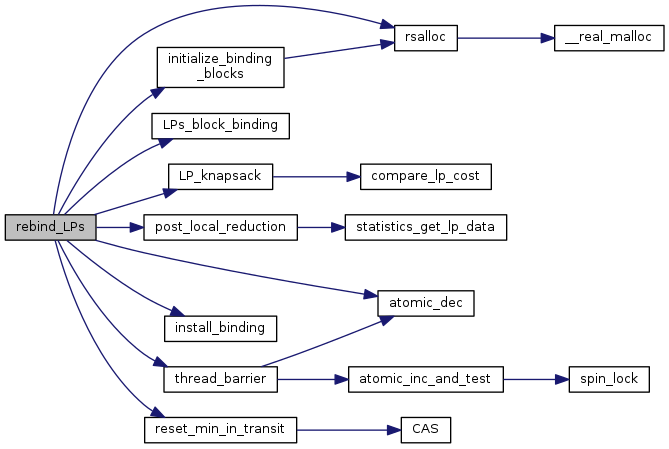 rsalloc
__real_malloc
initialize_binding
_blocks
LPs_block_binding
LP_knapsack
compare_lp_cost
rebind_LPs
post_local_reduction
statistics_get_lp_data
atomic_dec
install_binding
thread_barrier
atomic_inc_and_test
spin_lock
reset_min_in_transit
CAS